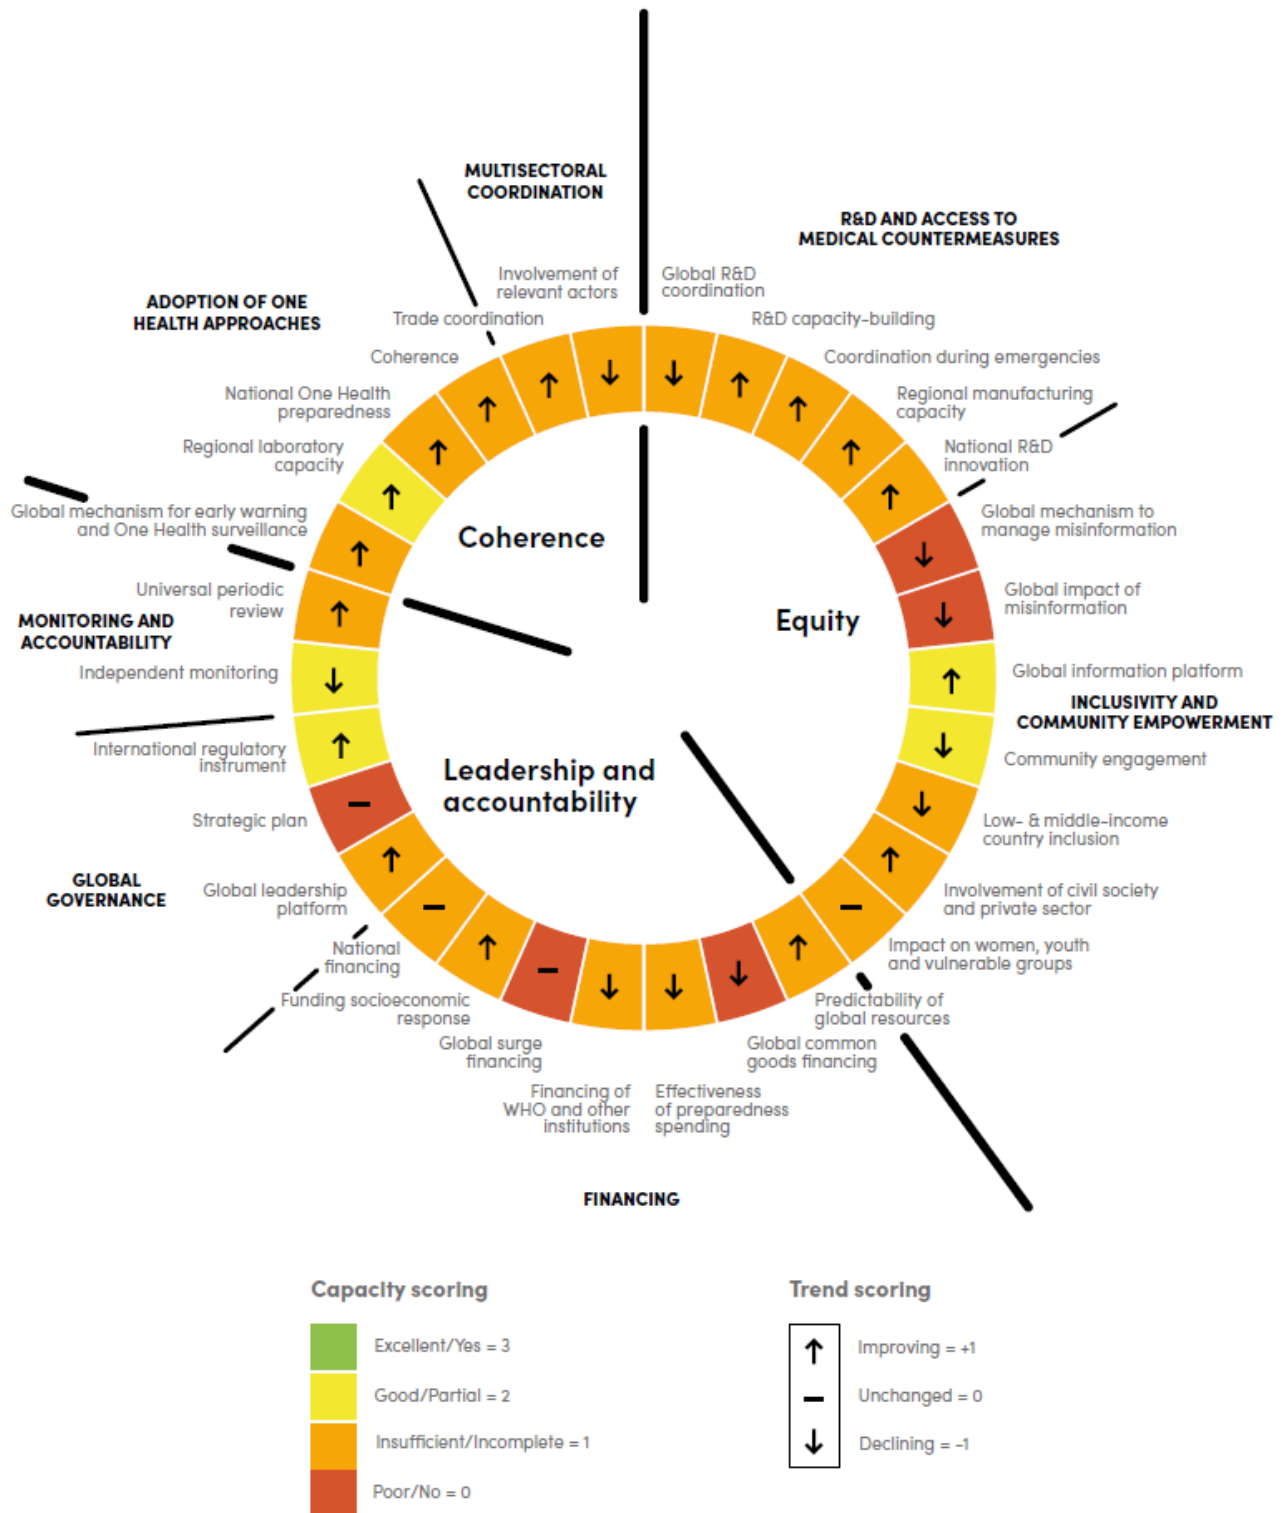 MULTISECTORAL
COORDINATION
R&D AND ACCESS TO
MEDICAL COUNTERMEASURES
Involvement of
relevant actors
Global R&D
coordination
ADOPTION OF ONE
HEALTH APPROACHES
Trade coordination
R&D capacity-building
Coherence
Coordination during emergencies
National One Health
preparedness
Regional manufacturing
capacity
Regional laboratory
capacity
National R&D
innovation
Global mechanism for early warning
and One Health surveillance
Global mechanism to
manage misinformation
Coherence
Universal periodic
review
Global impact of
misinformation
MONITORING AND
ACCOUNTABILITY
Equity
Independent monitoring
Global information platform
INCLUSIVITY AND
COMMUNITY EMPOWERMENT
International regulatory
instrument
Community engagement
Leadership and
accountability
Strategic plan
Low- & middle-income
country inclusion
GLOBAL
GOVERNANCE
Global leadership
platform
Involvement of civil society
and private sector
National
financing
Impact on women, youth
and vulnerable groups
Funding socioeconomic
response
Predictability of
global resources
Global surge
financing
Global common
goods financing
Financing of
WHO and other
institutions
Effectiveness
of preparedness
spending
FINANCING
Capacity scoring
Excellent/Yes = 3
Good/Partial = 2
Insufficient/Incomplete = 1
Poor/No = 0
Trend scoring
Improving = +1
Unchanged = 0
Declining = -1